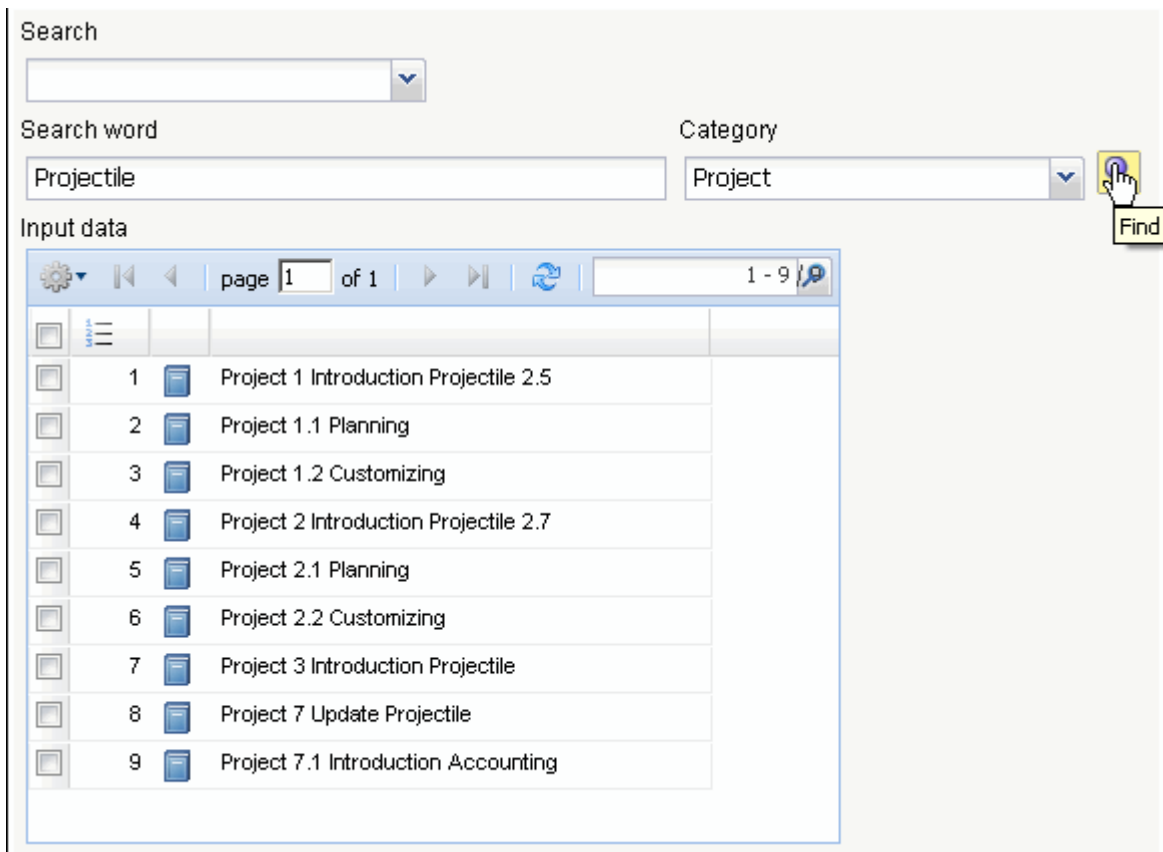 Search
Search word Category
Projectile Project
Find
Input data
page 1 of 1 1 - 9 /
1 Project 1 Introduction Projectile 2.5
2 Project 1.1 Planning
3 Project 1.2 Customizing
4 Project 2 Introduction Projectile 2.7
5 Project 2.1 Planning
6 Project 2.2 Customizing
7 Project 3 Introduction Projectile
8 Project 7 Update Projectile
9 Project 7.1 Introduction Accounting